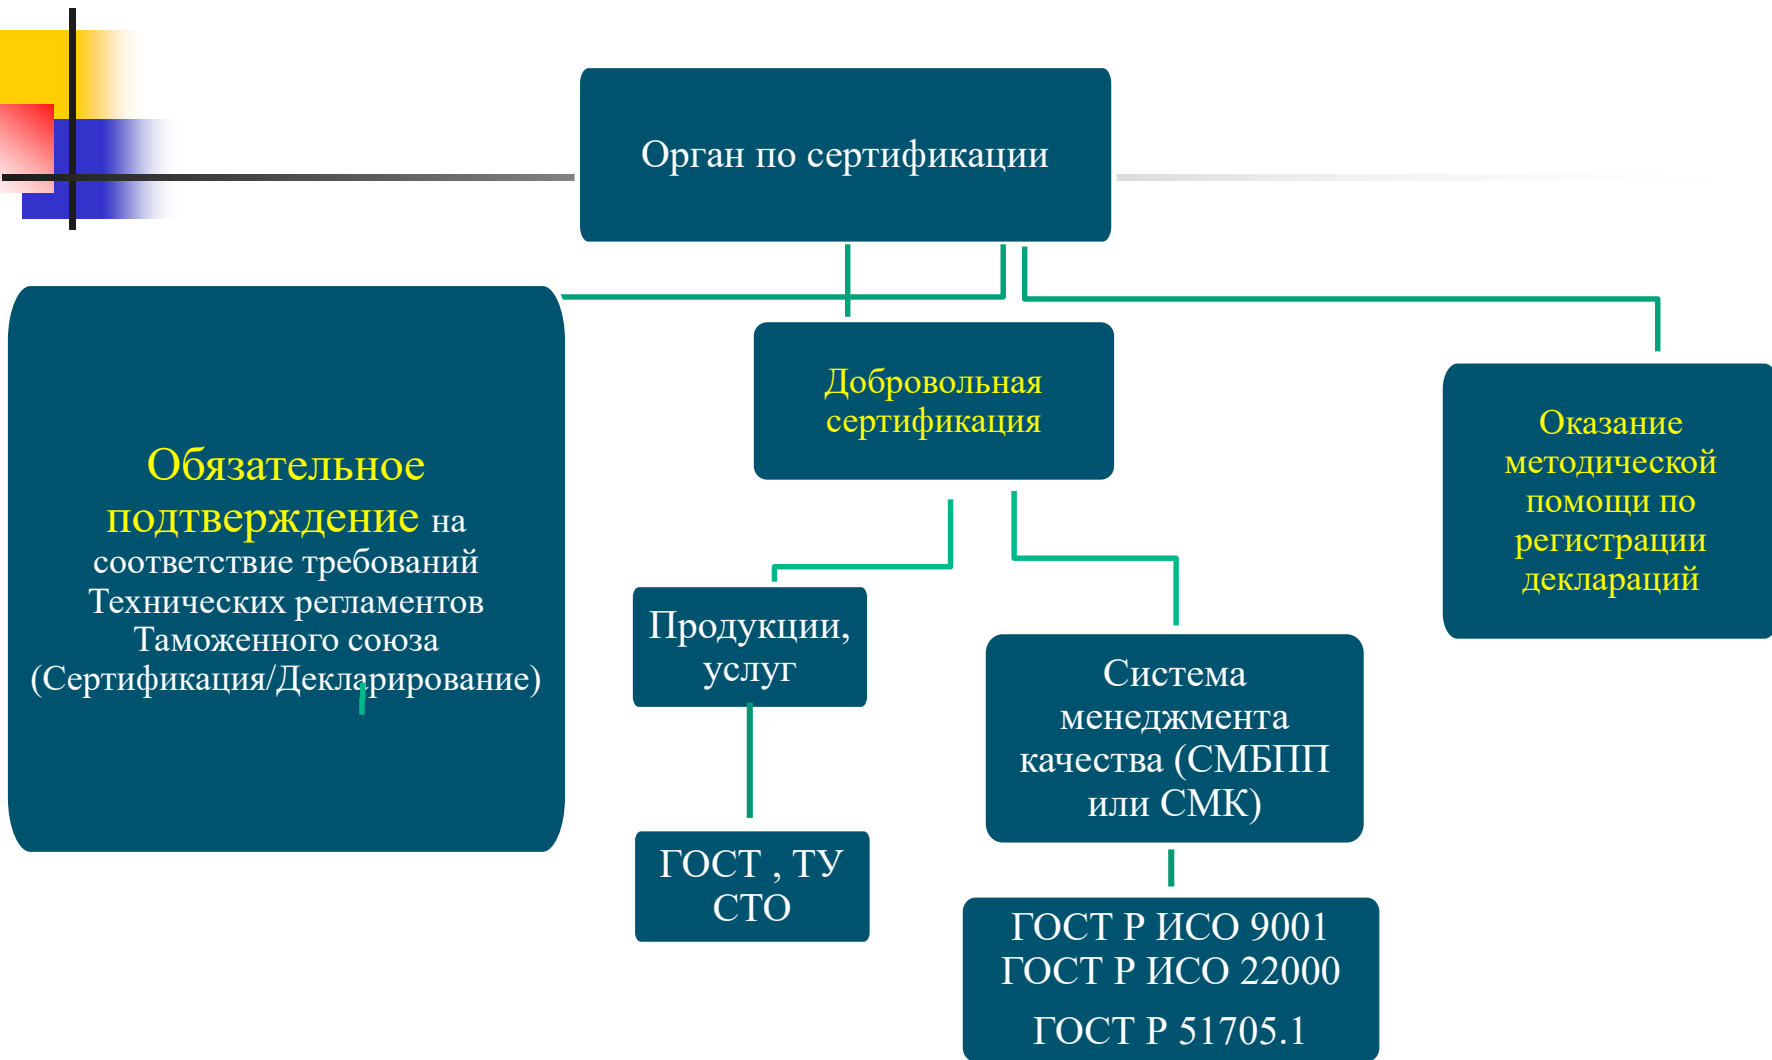 Орган по сертификации
Обязательное
подтверждение на
соответствие требований
Технических регламентов
Таможенного союза
(Сертификация/Декларирование)
Добровольная
сертификация
Оказание
методической
помощи по
регистрации
деклараций
Продукции,
услуг
Система
менеджмента
качества (СМБПП
или СМК)
ГОСТ , ТУ
СТО
ГОСТ Р ИСО 9001
ГОСТ Р ИСО 22000
ГОСТ Р 51705.1